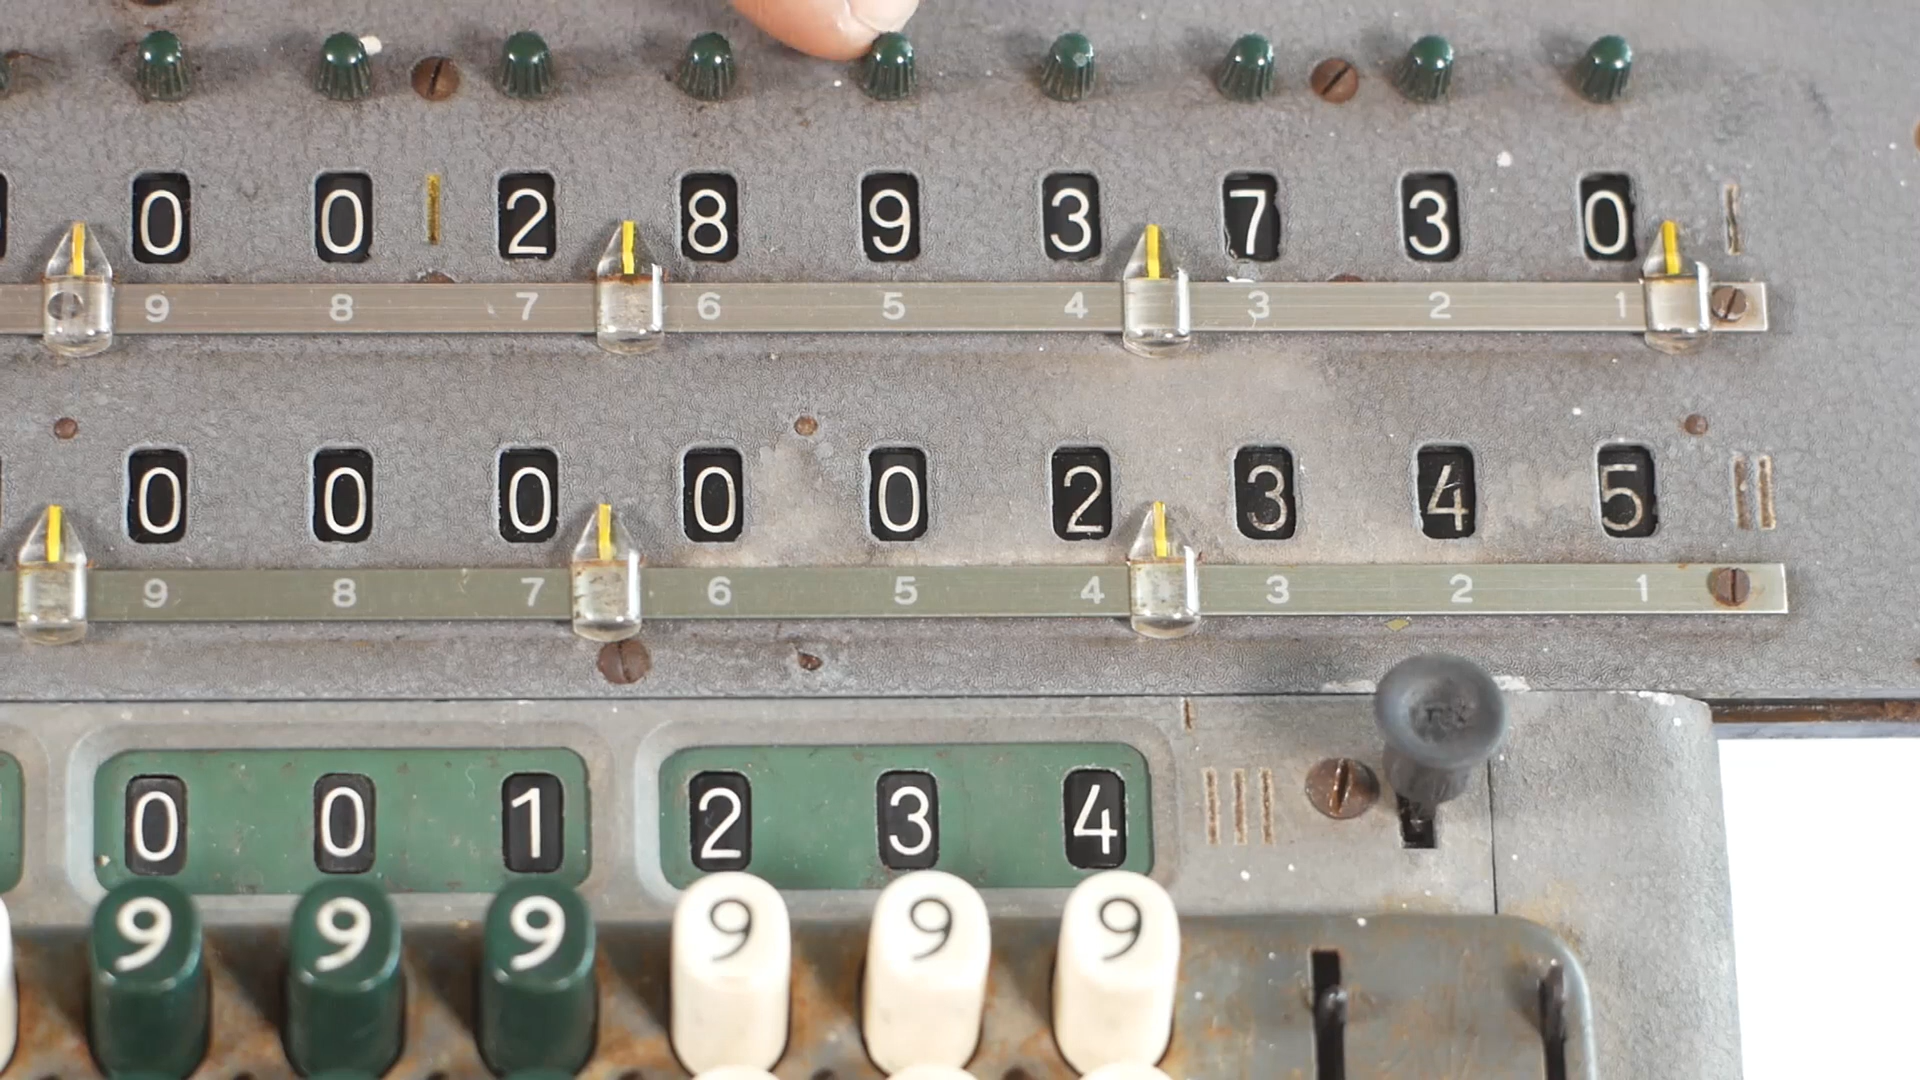 0 0 2 8 9 3 7 3 0 I
9 8 7 6 5 4 3 2 1
0 0 0 0 0 2 3 4 5 II
9 8 7 6 5 4 3 2 1
0 0 1 2 3 4 III
9 9 9 9 9 9